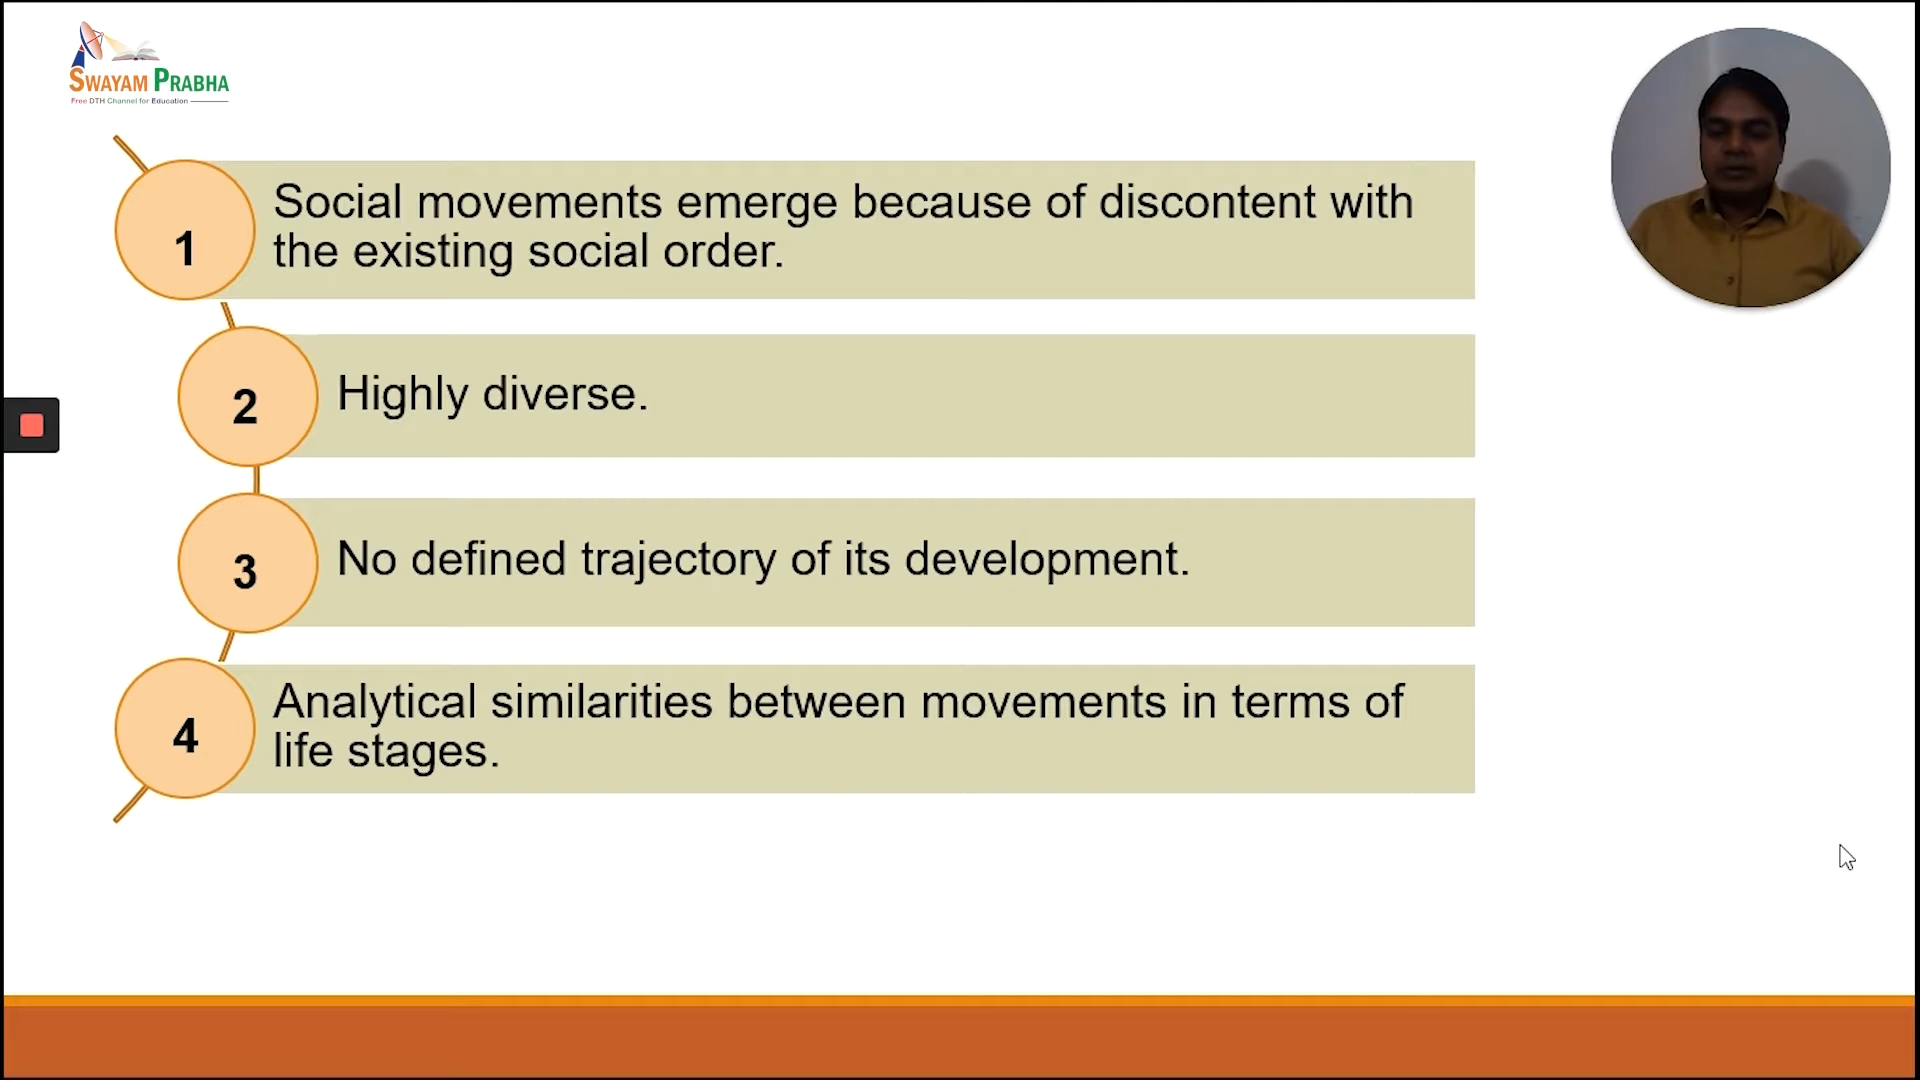 SWAYAM PRABHA
Free DTH Channel for Education
1
Social movements emerge because of discontent with
the existing social order.
2
Highly diverse.
3
No defined trajectory of its development.
4
Analytical similarities between movements in terms of
life stages.